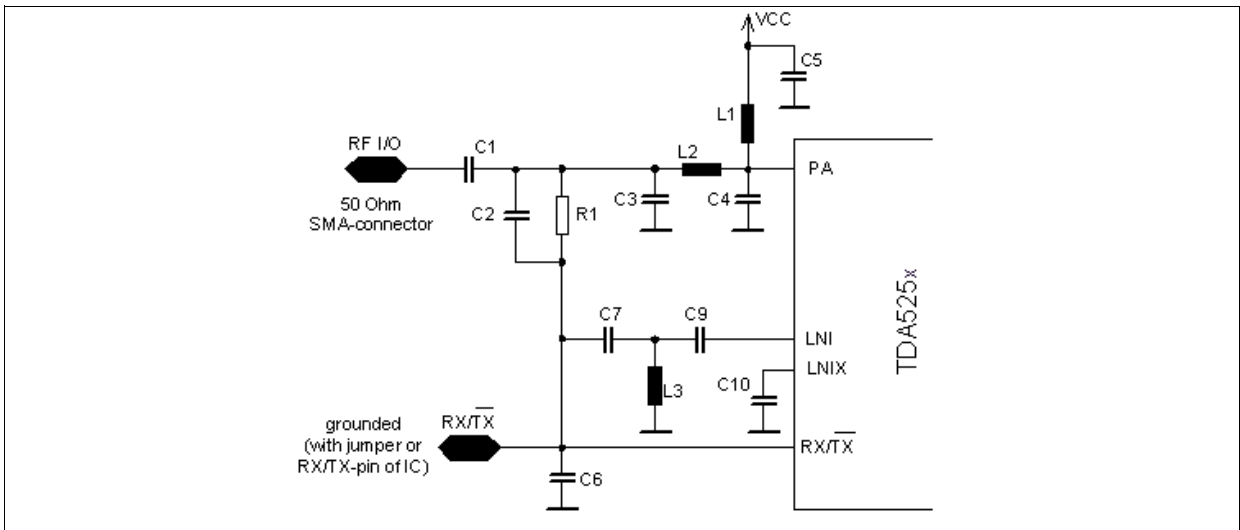 VCC
C5
L1
RF I/O
C1
L2
PA
50 Ohm
SMA-connector
C2
R1
C3
C4
TDA525x
C7
C9
LNI
LNIX
C10
L3
grounded
(with jumper or
RX/TX-pin of IC)
RX/TX
RX/TX
C6